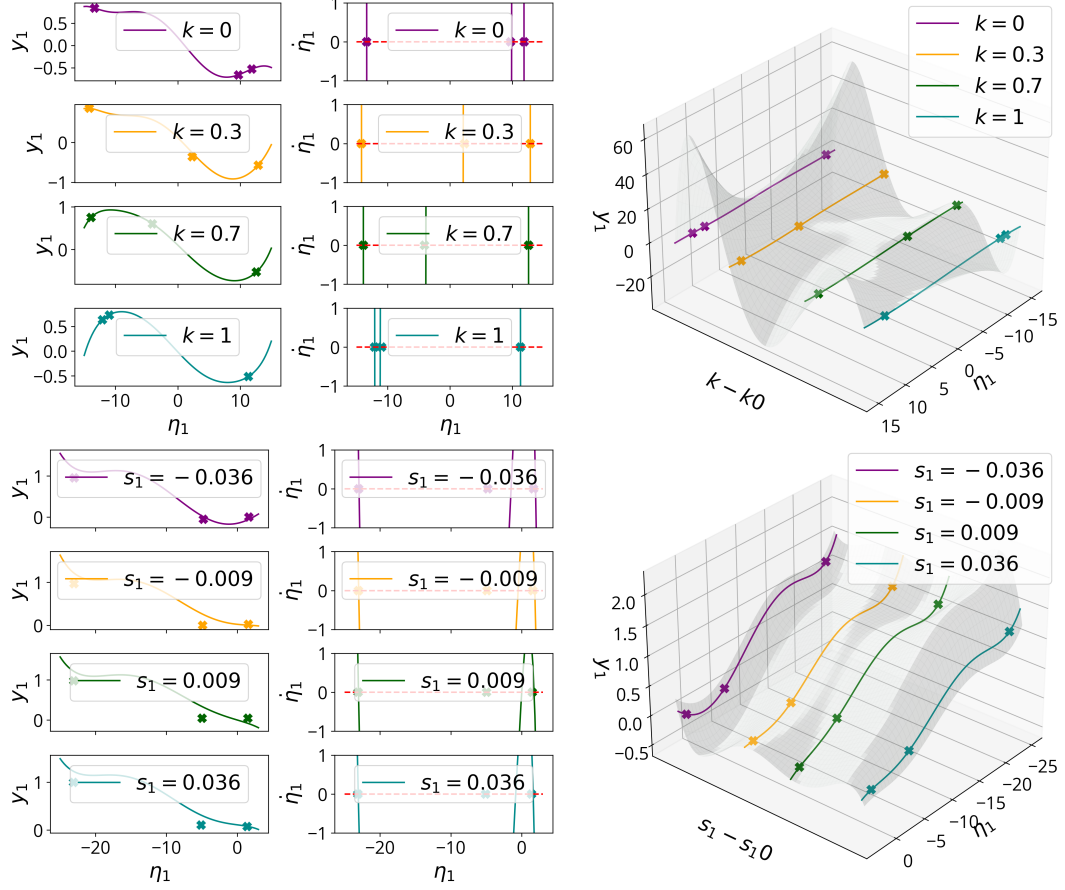 y₁
0.5
0.0
−0.5
k = 0
η̇₁
1
0
−1
k = 0
y₁
0
−1
k = 0.3
η̇₁
1
0
−1
k = 0.3
y₁
1
0
k = 0.7
η̇₁
1
0
−1
k = 0.7
y₁
0.5
0.0
−0.5
k = 1
−10 0 10
η₁
η̇₁
1
0
−1
k = 1
−10 0 10
η₁
k = 0
k = 0.3
k = 0.7
k = 1
60
40
20
0
−20
y₁
k − k0
15 10 5 0 −5 −10 −15
η₁
y₁
1
0
s₁ = − 0.036
η̇₁
1
0
−1
s₁ = − 0.036
y₁
1
0
s₁ = − 0.009
η̇₁
1
0
−1
s₁ = − 0.009
y₁
1
0
s₁ = 0.009
η̇₁
1
0
−1
s₁ = 0.009
y₁
1
0
s₁ = 0.036
−20 −10 0
η₁
η̇₁
1
0
−1
s₁ = 0.036
−20 −10 0
η₁
s₁ = − 0.036
s₁ = − 0.009
s₁ = 0.009
s₁ = 0.036
2.0
1.5
1.0
0.5
0.0
−0.5
y₁
s₁ − s₁0
0 −5 −10 −15 −20 −25
η₁